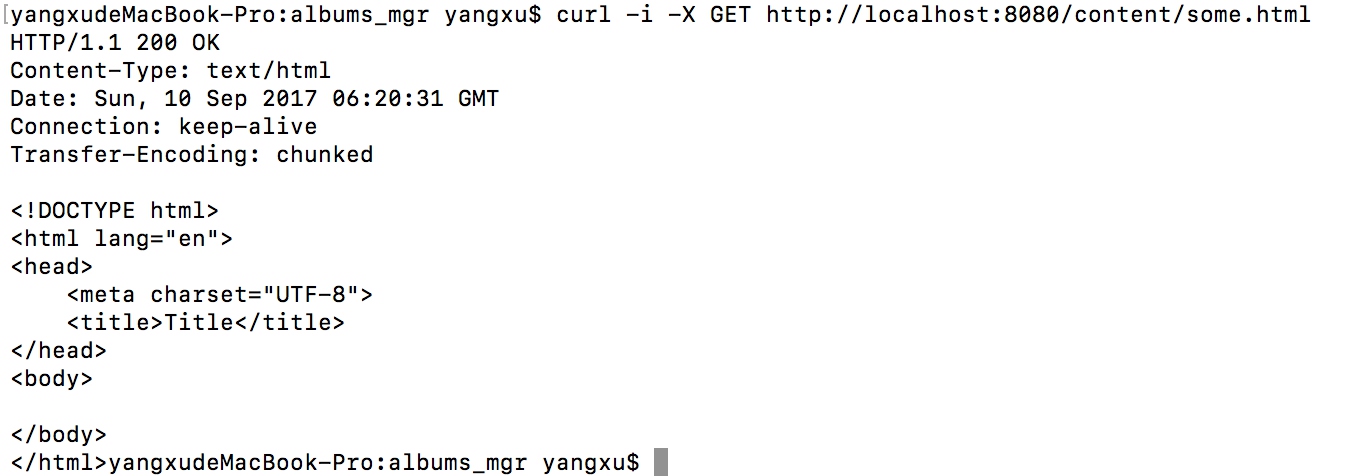 [yangxudeMacBook-Pro:albums_mgr yangxu$ curl -i -X GET http://localhost:8080/content/some.html
HTTP/1.1 200 OK
Content-Type: text/html
Date: Sun, 10 Sep 2017 06:20:31 GMT
Connection: keep-alive
Transfer-Encoding: chunked

<!DOCTYPE html>
<html lang="en">
<head>
    <meta charset="UTF-8">
    <title>Title</title>
</head>
<body>

</body>
</html>yangxudeMacBook-Pro:albums_mgr yangxu$